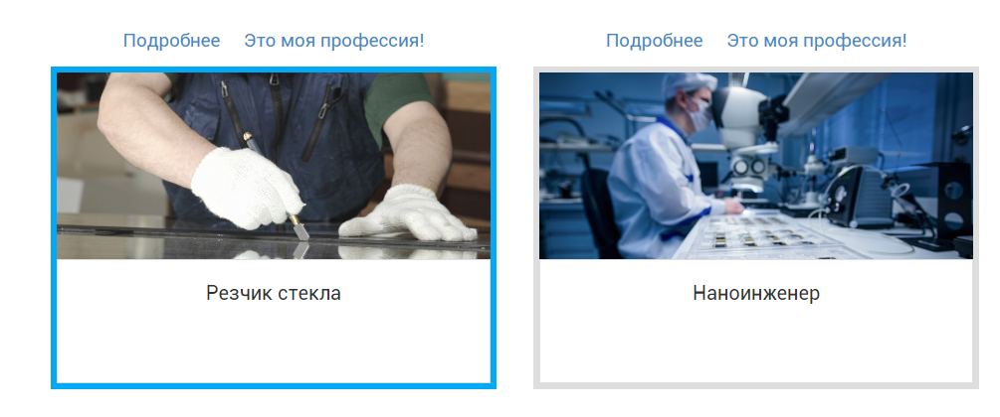 Подробнее Это моя профессия! Подробнее Это моя профессия!
Резчик стекла Наноинженер